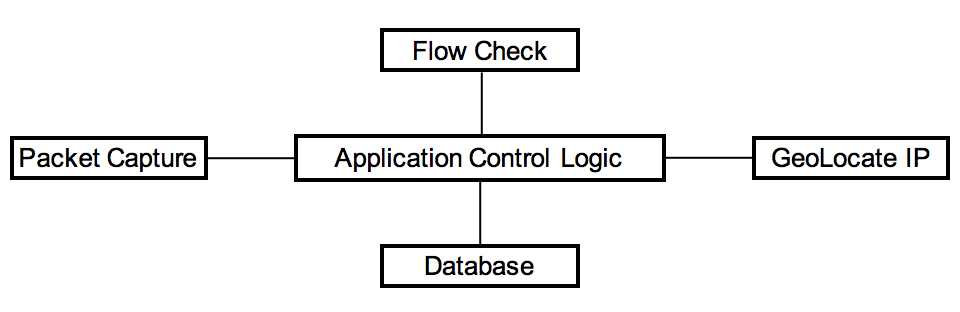 Flow Check
Packet Capture
Application Control Logic
GeoLocate IP
Database